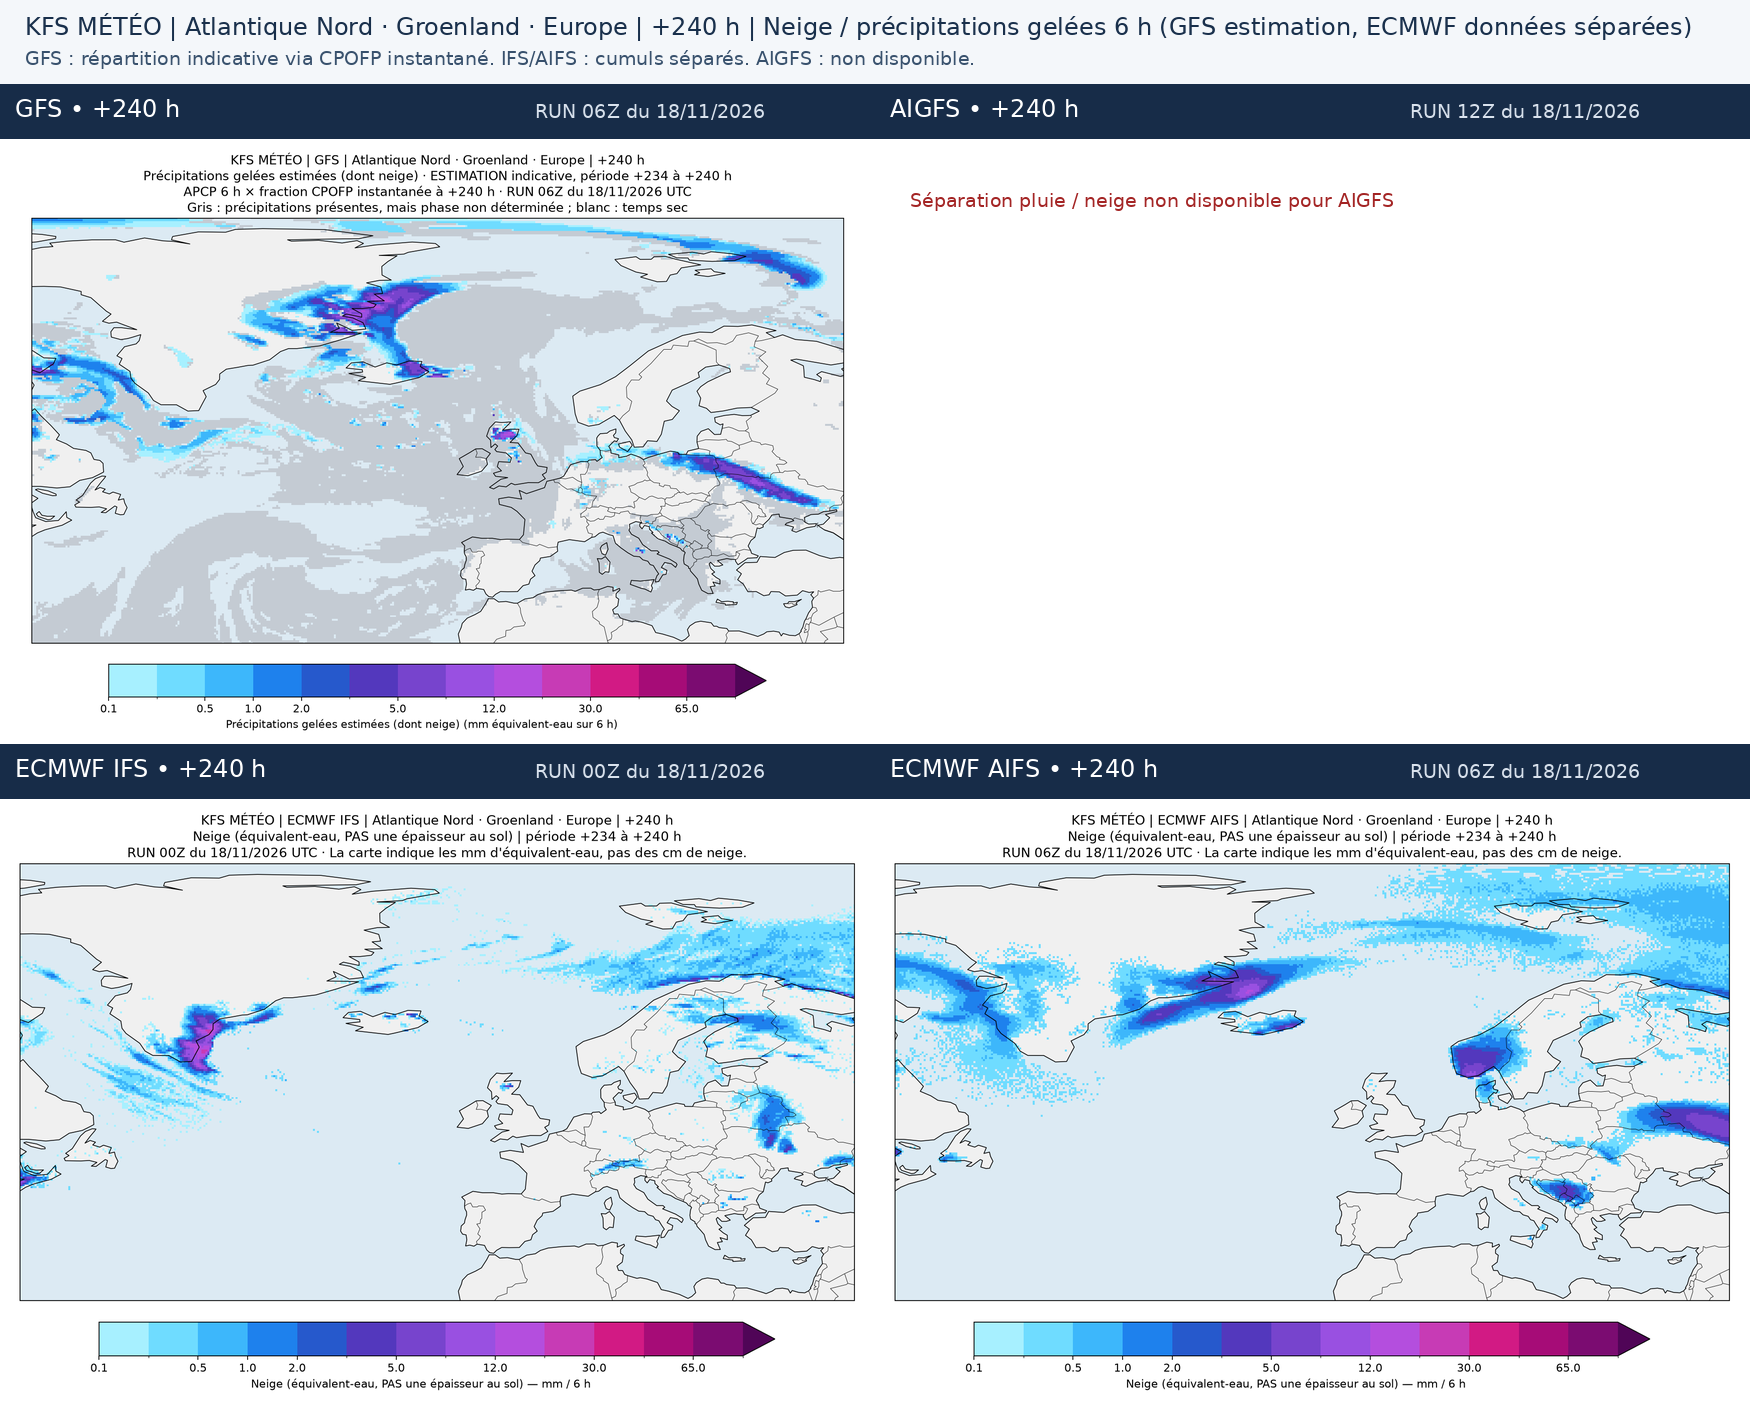 KFS MÉTÉO | Atlantique Nord · Groenland · Europe | +240 h | Neige / précipitations gelées 6 h (GFS estimation, ECMWF données séparées)
GFS : répartition indicative via CPOFP instantané. IFS/AIFS : cumuls séparés. AIGFS : non disponible.
GFS • +240 h
RUN 06Z du 18/11/2026
AIGFS • +240 h
RUN 12Z du 18/11/2026
KFS MÉTÉO | GFS | Atlantique Nord · Groenland · Europe | +240 h
Précipitations gelées estimées (dont neige) · ESTIMATION indicative, période +234 à +240 h
APCP 6 h × fraction CPOFP instantanée à +240 h · RUN 06Z du 18/11/2026 UTC
Gris : précipitations présentes, mais phase non déterminée ; blanc : temps sec
Séparation pluie / neige non disponible pour AIGFS
0.1 0.5 1.0 2.0 5.0 12.0 30.0 65.0
Précipitations gelées estimées (dont neige) (mm équivalent-eau sur 6 h)
ECMWF IFS • +240 h
RUN 00Z du 18/11/2026
ECMWF AIFS • +240 h
RUN 06Z du 18/11/2026
KFS MÉTÉO | ECMWF IFS | Atlantique Nord · Groenland · Europe | +240 h
Neige (équivalent-eau, PAS une épaisseur au sol) | période +234 à +240 h
RUN 00Z du 18/11/2026 UTC · La carte indique les mm d'équivalent-eau, pas des cm de neige.
KFS MÉTÉO | ECMWF AIFS | Atlantique Nord · Groenland · Europe | +240 h
Neige (équivalent-eau, PAS une épaisseur au sol) | période +234 à +240 h
RUN 06Z du 18/11/2026 UTC · La carte indique les mm d'équivalent-eau, pas des cm de neige.
0.1 0.5 1.0 2.0 5.0 12.0 30.0 65.0
Neige (équivalent-eau, PAS une épaisseur au sol) — mm / 6 h
0.1 0.5 1.0 2.0 5.0 12.0 30.0 65.0
Neige (équivalent-eau, PAS une épaisseur au sol) — mm / 6 h